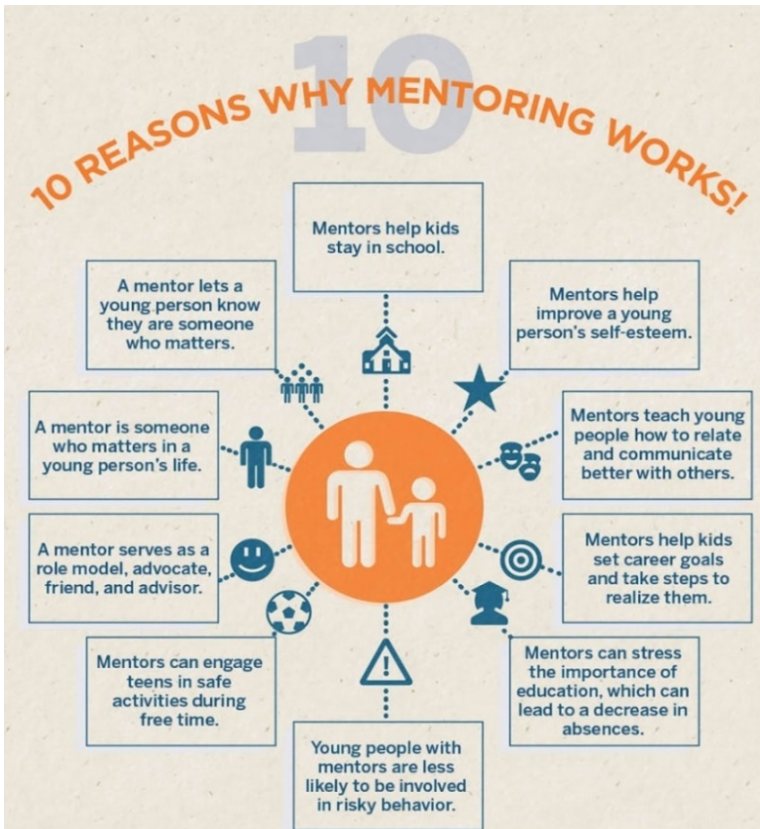 10
10 REASONS WHY MENTORING WORKS!
Mentors help kids
stay in school.
Mentors help
improve a young
person's self-esteem.
Mentors teach young
people how to relate
and communicate
better with others.
Mentors help kids
set career goals
and take steps to
realize them.
Mentors can stress
the importance of
education, which can
lead to a decrease in
absences.
Young people with
mentors are less
likely to be involved
in risky behavior.
Mentors can engage
teens in safe
activities during
free time.
A mentor serves as a
role model, advocate,
friend, and advisor.
A mentor is someone
who matters in a
young person's life.
A mentor lets a
young person know
they are someone
who matters.